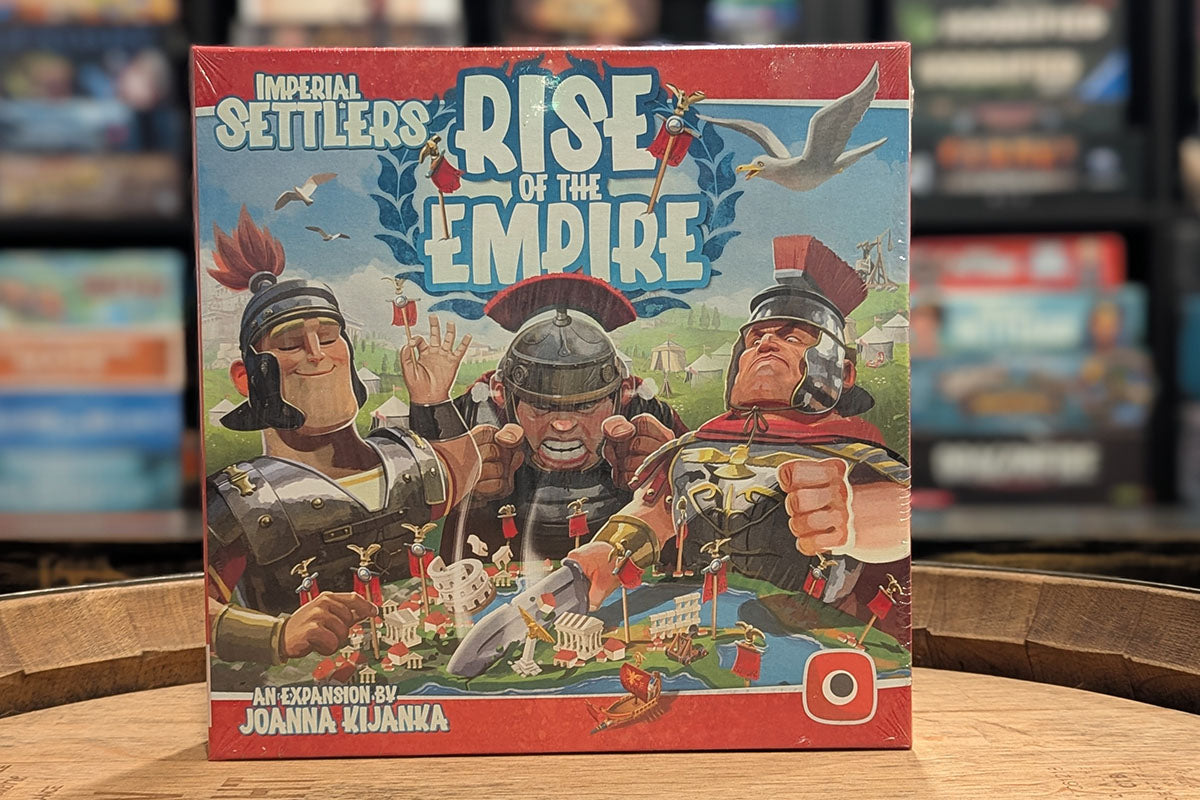 IMPERIAL
SETTLERS
RISE
OF THE
EMPIRE
AN EXPANSION BY
JOANNA KIJANKA